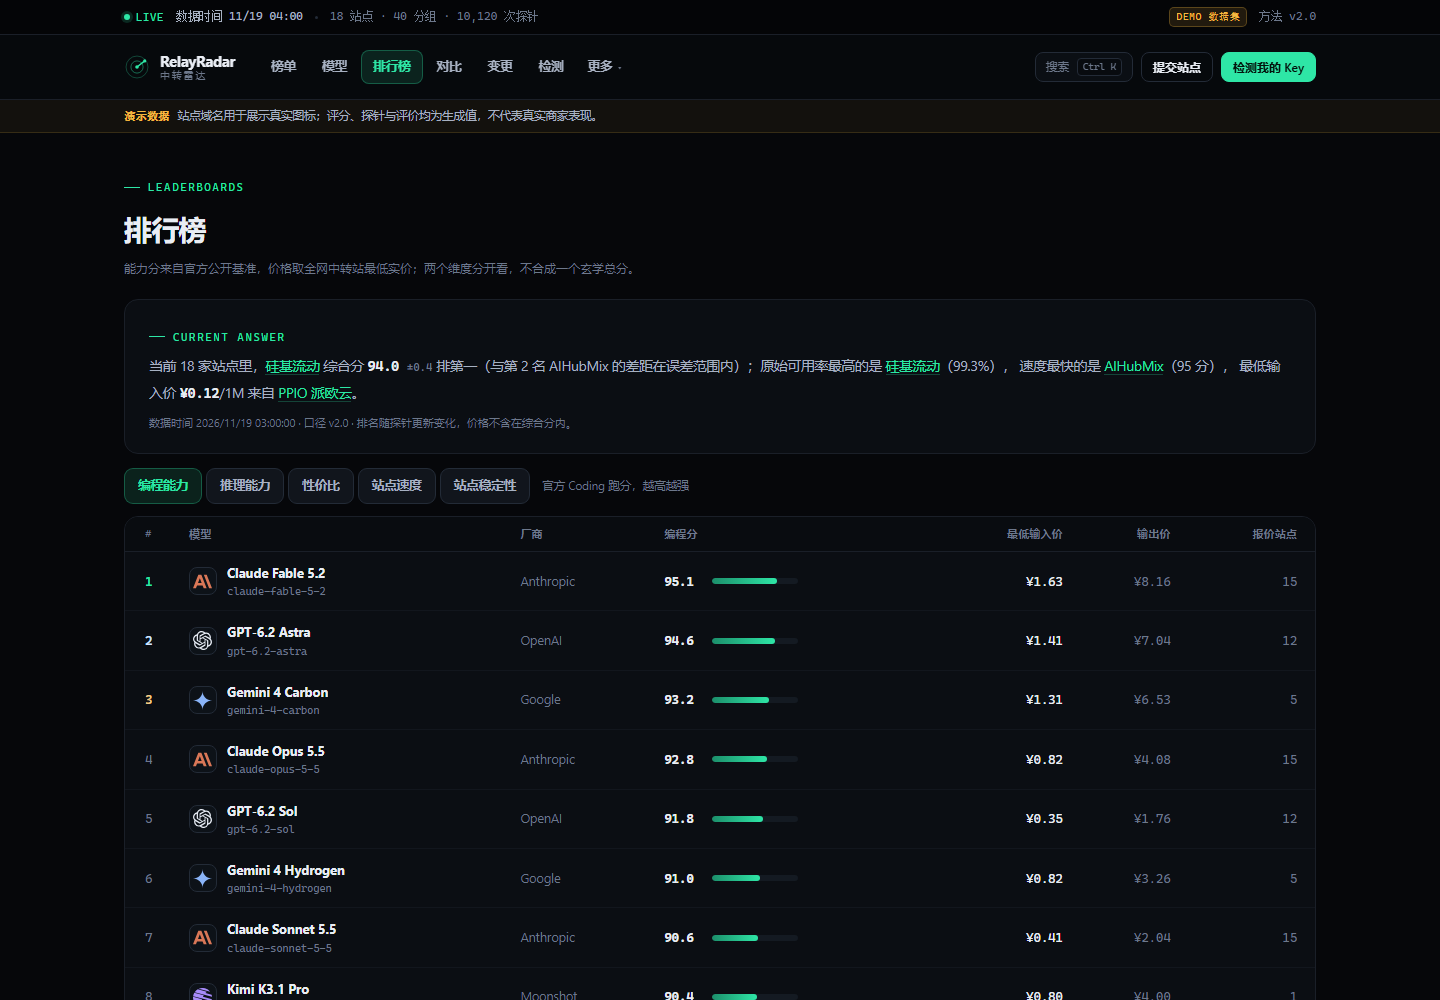 LIVE 数据时间 11/19 04:00 · 18 站点 · 40 分组 · 10,120 次探针
DEMO 数据集 方法 v2.0
RelayRadar
中转雷达
榜单 模型 排行榜 对比 变更 检测 更多
搜索 Ctrl K 提交站点 检测我的 Key
演示数据 站点域名用于展示真实图标；评分、探针与评价均为生成值，不代表真实商家表现。
LEADERBOARDS
排行榜
能力分来自官方公开基准，价格取全网中转站最低实价；两个维度分开看，不合成一个玄学总分。
CURRENT ANSWER
当前 18 家站点里，硅基流动 综合分 94.0 ±0.4 排第一（与第 2 名 AIHubMix 的差距在误差范围内）；原始可用率最高的是 硅基流动（99.3%）， 速度最快的是 AIHubMix（95 分）， 最低输
入价 ¥0.12/1M 来自 PPIO 派欧云。
数据时间 2026/11/19 03:00:00 · 口径 v2.0 · 排名随探针更新变化，价格不含在综合分内。
编程能力 推理能力 性价比 站点速度 站点稳定性 官方 Coding 跑分，越高越强
# 模型 厂商 编程分 最低输入价 输出价 报价站点
1 Claude Fable 5.2 Anthropic 95.1 ¥1.63 ¥8.16 15
claude-fable-5-2
2 GPT-6.2 Astra OpenAI 94.6 ¥1.41 ¥7.04 12
gpt-6.2-astra
3 Gemini 4 Carbon Google 93.2 ¥1.31 ¥6.53 5
gemini-4-carbon
4 Claude Opus 5.5 Anthropic 92.8 ¥0.82 ¥4.08 15
claude-opus-5-5
5 GPT-6.2 Sol OpenAI 91.8 ¥0.35 ¥1.76 12
gpt-6.2-sol
6 Gemini 4 Hydrogen Google 91.0 ¥0.82 ¥3.26 5
gemini-4-hydrogen
7 Claude Sonnet 5.5 Anthropic 90.6 ¥0.41 ¥2.04 15
claude-sonnet-5-5
8 Kimi K3.1 Pro Moonshot 90.4 ¥0.80 ¥4.00 1